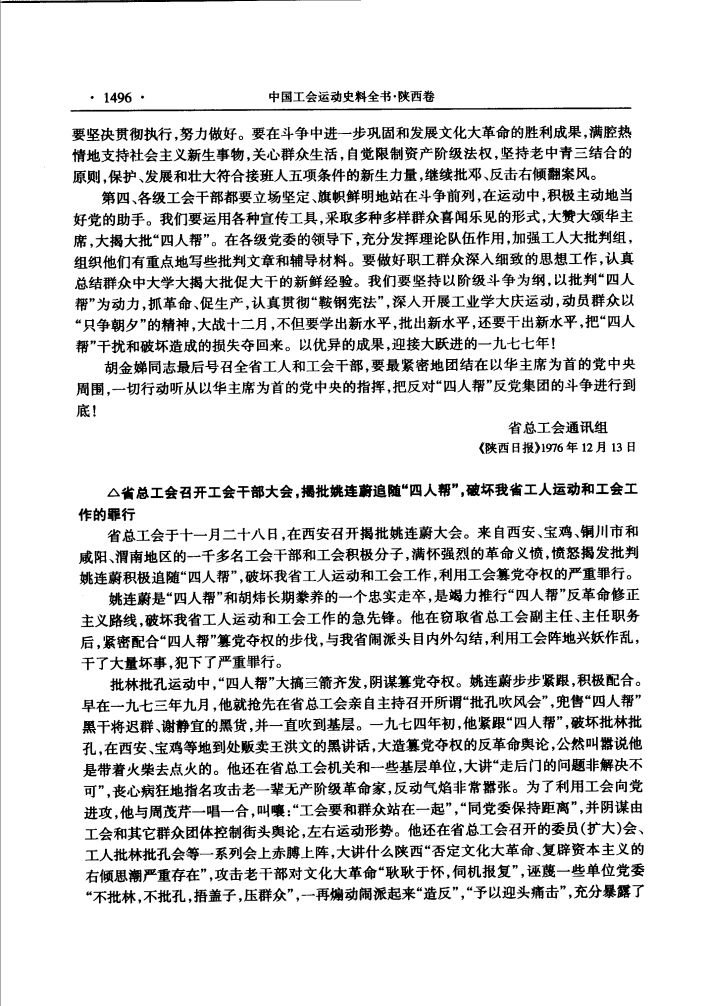 · 1496 · 中国工会运动史料全书·陕西卷
要坚决贯彻执行,努力做好。要在斗争中进一步巩固和发展文化大革命的胜利成果,满腔热
情地支持社会主义新生事物,关心群众生活,自觉限制资产阶级法权,坚持老中青三结合的
原则,保护、发展和壮大符合接班人五项条件的新生力量,继续批邓、反击右倾翻案风。
第四、各级工会干部都要立场坚定、旗帜鲜明地站在斗争前列,在运动中,积极主动地当
好党的助手。我们要运用各种宣传工具,采取多种多样群众喜闻乐见的形式,大赞大颂华主
席,大揭大批“四人帮”。在各级党委的领导下,充分发挥理论队伍作用,加强工人大批判组,
组织他们有重点地写些批判文章和辅导材料。要做好职工群众深入细致的思想工作,认真
总结群众中大学大揭大批促大干的新鲜经验。我们要坚持以阶级斗争为纲,以批判“四人
帮”为动力,抓革命、促生产,认真贯彻“鞍钢宪法”,深入开展工业学大庆运动,动员群众以
“只争朝夕”的精神,大战十二月,不但要学出新水平,批出新水平,还要干出新水平,把“四人
帮”干扰和破坏造成的损失夺回来。以优异的成果,迎接大跃进的一九七七年!
胡金娣同志最后号召全省工人和工会干部,要最紧密地团结在以华主席为首的党中央
周围,一切行动听从以华主席为首的党中央的指挥,把反对“四人帮”反党集团的斗争进行到
底!
省总工会通讯组
《陕西日报》1976年12月13日
△省总工会召开工会干部大会,揭批姚连蔚追随“四人帮”,破坏我省工人运动和工会工
作的罪行
省总工会于十一月二十八日,在西安召开揭批姚连蔚大会。来自西安、宝鸡、铜川市和
咸阳、渭南地区的一千多名工会干部和工会积极分子,满怀强烈的革命义愤,愤怒揭发批判
姚连蔚积极追随“四人帮”,破坏我省工人运动和工会工作,利用工会篡党夺权的严重罪行。
姚连蔚是“四人帮”和胡炜长期豢养的一个忠实走卒,是竭力推行“四人帮”反革命修正
主义路线,破坏我省工人运动和工会工作的急先锋。他在窃取省总工会副主任、主任职务
后,紧密配合“四人帮”篡党夺权的步伐,与我省闹派头目内外勾结,利用工会阵地兴妖作乱,
干了大量坏事,犯下了严重罪行。
批林批孔运动中,“四人帮”大搞三箭齐发,阴谋篡党夺权。姚连蔚步步紧跟,积极配合。
早在一九七三年九月,他就抢先在省总工会亲自主持召开所谓“批孔吹风会”,兜售“四人帮”
黑干将迟群、谢静宜的黑货,并一直吹到基层。一九七四年初,他紧跟“四人帮”,破坏批林批
孔,在西安、宝鸡等地到处贩卖王洪文的黑讲话,大造篡党夺权的反革命舆论,公然叫嚣说他
是带着火柴去点火的。他还在省总工会机关和一些基层单位,大讲“走后门的问题非解决不
可”,丧心病狂地指名攻击老一辈无产阶级革命家,反动气焰非常嚣张。为了利用工会向党
进攻,他与周茂芹一唱一合,叫嚷:“工会要和群众站在一起”,“同党委保持距离”,并阴谋由
工会和其它群众团体控制街头舆论,左右运动形势。他还在省总工会召开的委员(扩大)会、
工人批林批孔会等一系列会上赤膊上阵,大讲什么陕西“否定文化大革命、复辟资本主义的
右倾思潮严重存在”,攻击老干部对文化大革命“耿耿于怀,伺机报复”,诬蔑一些单位党委
“不批林,不批孔,捂盖子,压群众”,一再煽动闹派起来“造反”,“予以迎头痛击”,充分暴露了